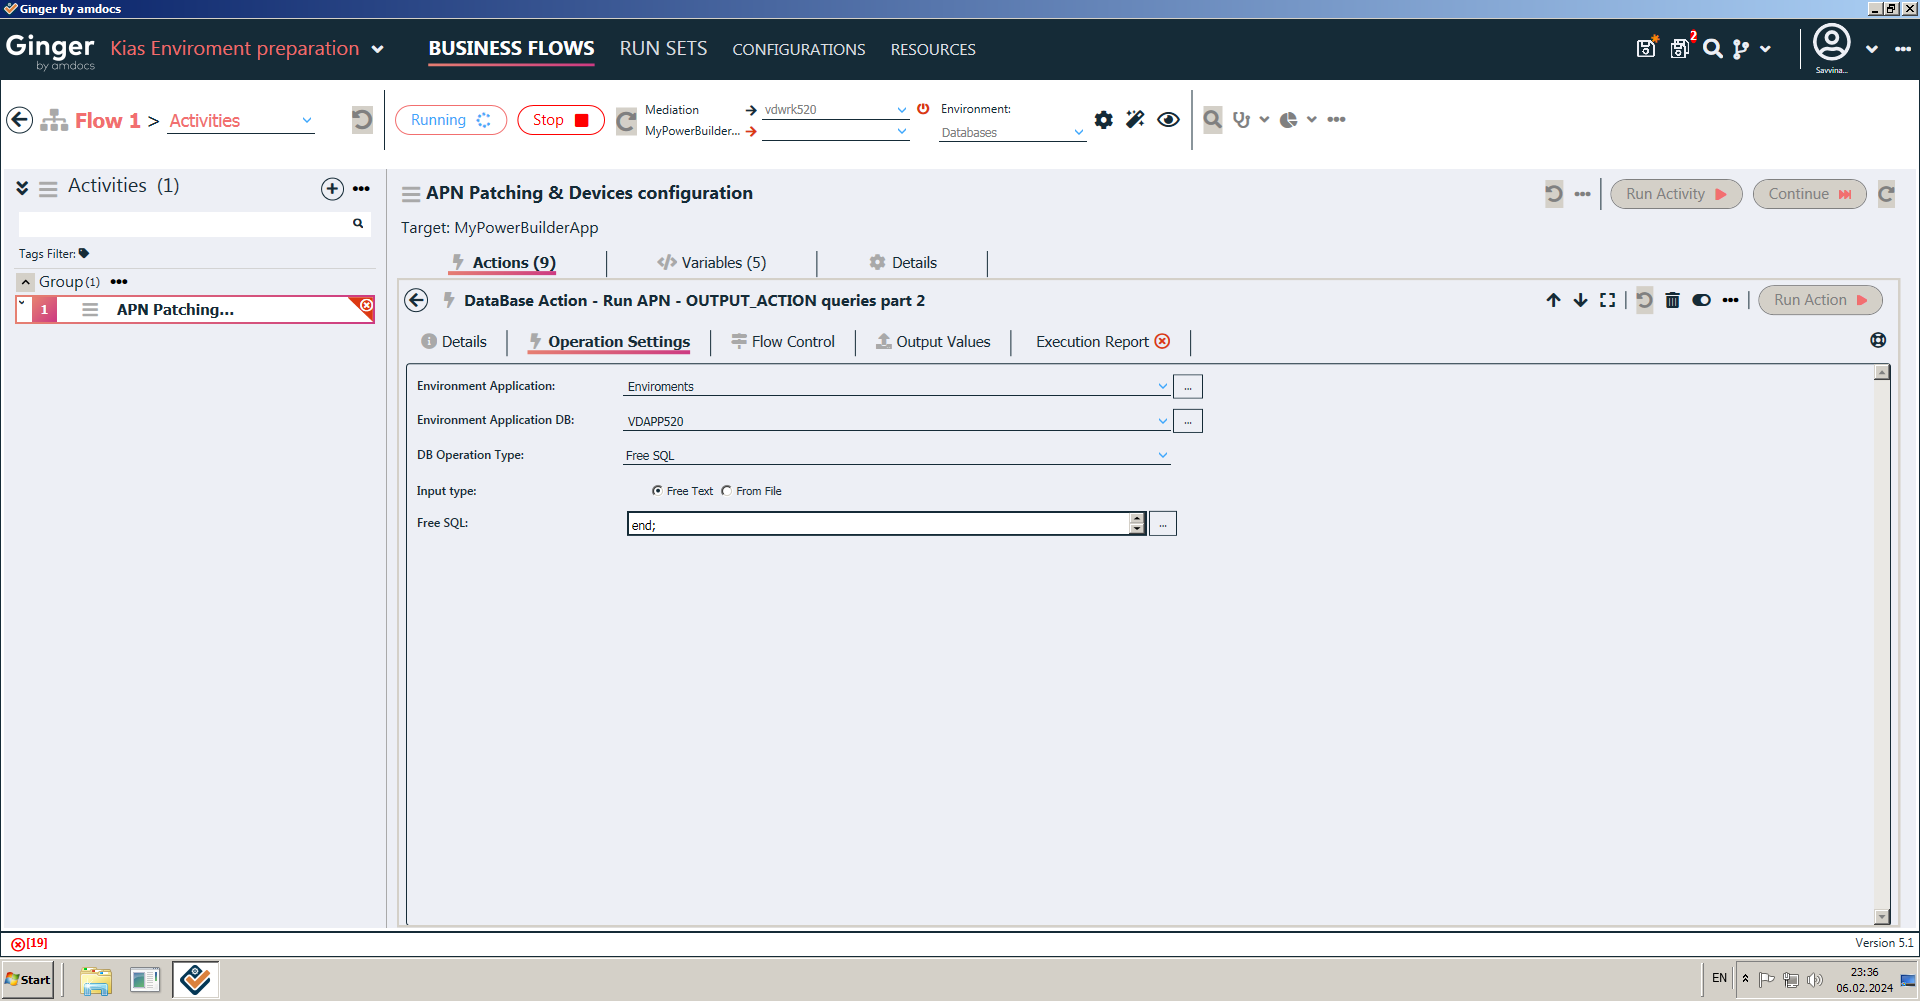 Ginger by amdocs
Ginger
by amdocs
Kias Enviroment preparation
BUSINESS FLOWS
RUN SETS
CONFIGURATIONS
RESOURCES
2
Savvina...
Flow 1 > Activities
Running
Stop
Mediation
vdwrk520
MyPowerBuilder...
Environment:
Databases
Activities (1)
Tags Filter:
Group (1)
1
APN Patching...
APN Patching & Devices configuration
Run Activity
Continue
Target: MyPowerBuilderApp
Actions (9)
Variables (5)
Details
DataBase Action - Run APN - OUTPUT_ACTION queries part 2
Run Action
Details
Operation Settings
Flow Control
Output Values
Execution Report
Environment Application:
Enviroments
...
Environment Application DB:
VDAPP520
...
DB Operation Type:
Free SQL
Input type:
Free Text
From File
Free SQL:
end;
...
[19]
Version 5.1
Start
EN
23:36
06.02.2024